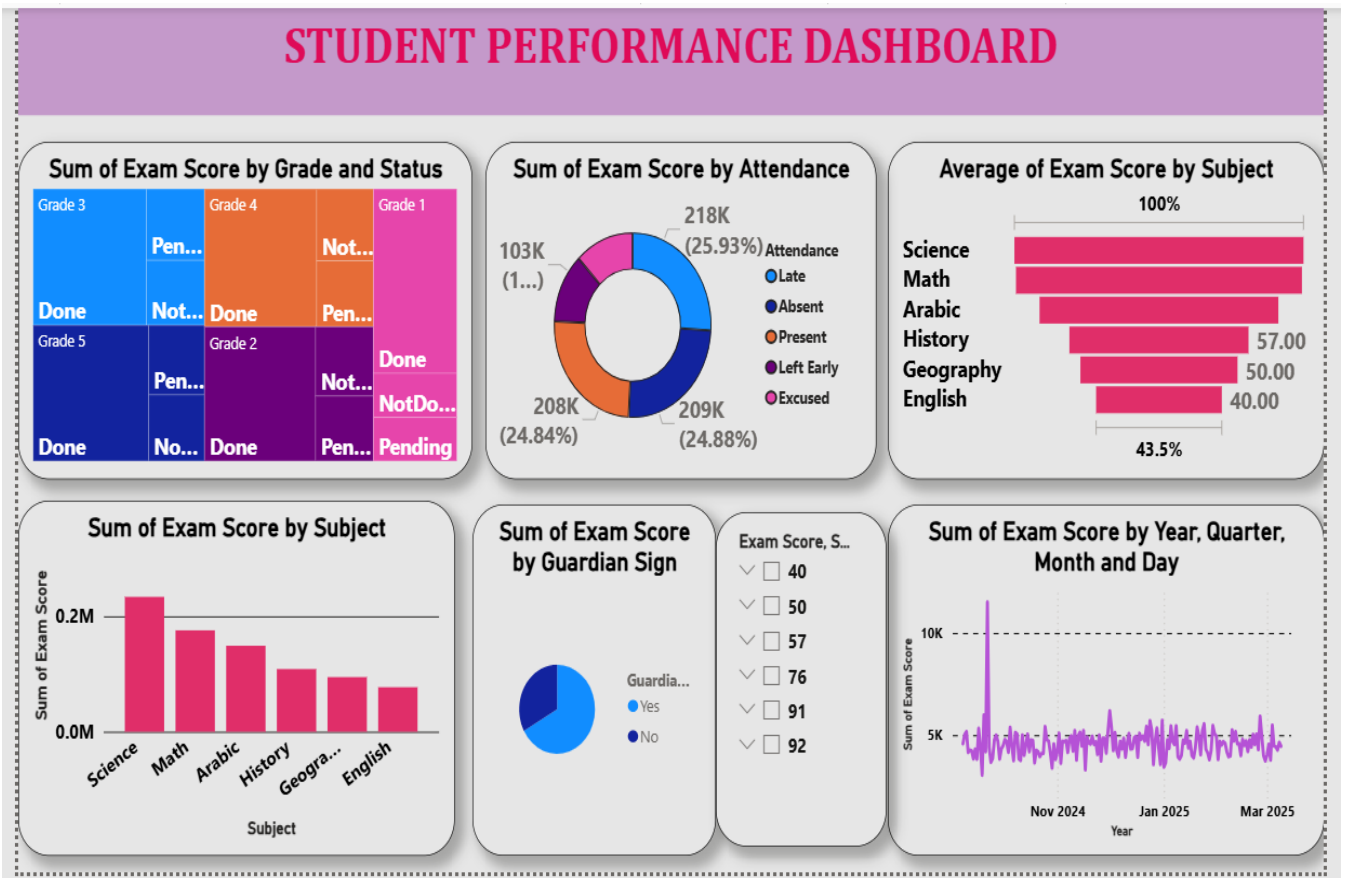 STUDENT PERFORMANCE DASHBOARD
Sum of Exam Score by Grade and Status
Grade 3
Pen...
Done
Not...
Grade 4
Not...
Done
Pen...
Grade 1
Done
NotDo...
Pending
Grade 5
Pen...
Done
No...
Grade 2
Not...
Done
Pen...
Sum of Exam Score by Attendance
218K
(25.93%)
103K
(1...)
208K
(24.84%)
209K
(24.88%)
Attendance
Late
Absent
Present
Left Early
Excused
Average of Exam Score by Subject
100%
Science
Math
Arabic
History 57.00
Geography 50.00
English 40.00
43.5%
Sum of Exam Score by Subject
Sum of Exam Score
0.2M
0.0M
Science
Math
Arabic
History
Geogra...
English
Subject
Sum of Exam Score
by Guardian Sign
Guardia...
Yes
No
Exam Score, S...
40
50
57
76
91
92
Sum of Exam Score by Year, Quarter,
Month and Day
Sum of Exam Score
10K
5K
Nov 2024
Jan 2025
Mar 2025
Year